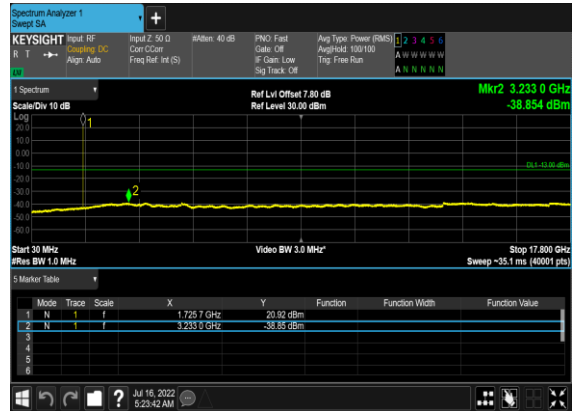 Spectrum Analyzer 1
Swept SA
+
KEYSIGHT Input: RF Input Z: 50 Ω #Atten: 40 dB PNO: Fast Avg Type: Power (RMS) 1 2 3 4 5 6
R T Coupling: DC Corr CCorr Gate: Off Avg|Hold: 100/100 A W W W W W
Align: Auto Freq Ref: Int (S) IF Gain: Low Trig: Free Run
Sig Track: Off A N N N N N
1 Spectrum Ref Lvl Offset 7.80 dB Mkr2 3.233 0 GHz
Scale/Div 10 dB Ref Level 30.00 dBm -38.854 dBm
Log
1
20.0
10.0
0.00
-10.0
DL1 -13.00 dBm
-20.0
-30.0
2
-40.0
-50.0
-60.0
Start 30 MHz Video BW 3.0 MHz* Stop 17.800 GHz
#Res BW 1.0 MHz Sweep ~35.1 ms (40001 pts)
5 Marker Table
Mode Trace Scale X Y Function Function Width Function Value
1 N 1 f 1.725 7 GHz 20.92 dBm
2 N 1 f 3.233 0 GHz -38.85 dBm
3
4
5
6
? Jul 16, 2022
5:23:42 AM